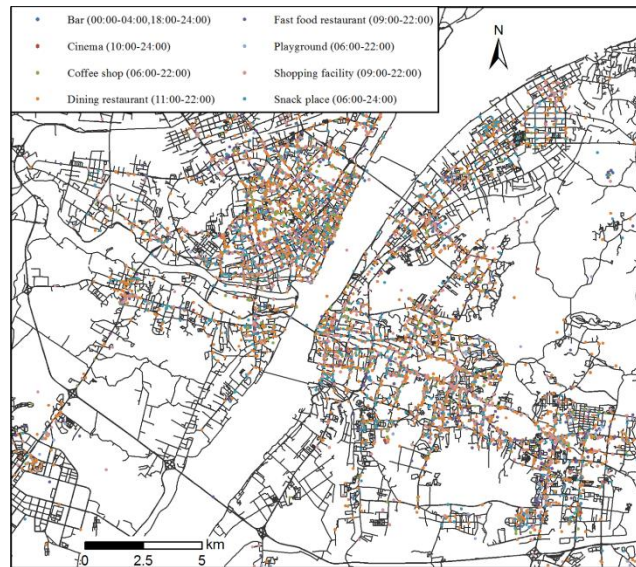 Bar (00:00-04:00,18:00-24:00)
Fast food restaurant (09:00-22:00)
Cinema (10:00-24:00)
Playground (06:00-22:00)
Coffee shop (06:00-22:00)
Shopping facility (09:00-22:00)
Dining restaurant (11:00-22:00)
Snack place (06:00-24:00)
N
km
0 2.5 5